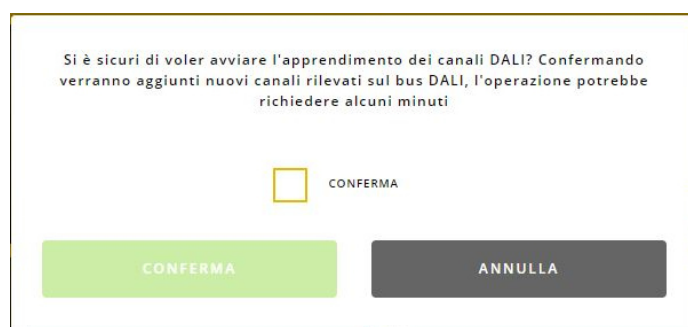 Si è sicuri di voler avviare l'apprendimento dei canali DALI? Confermando
verranno aggiunti nuovi canali rilevati sul bus DALI, l'operazione potrebbe
richiedere alcuni minuti
CONFERMA
CONFERMA
ANNULLA